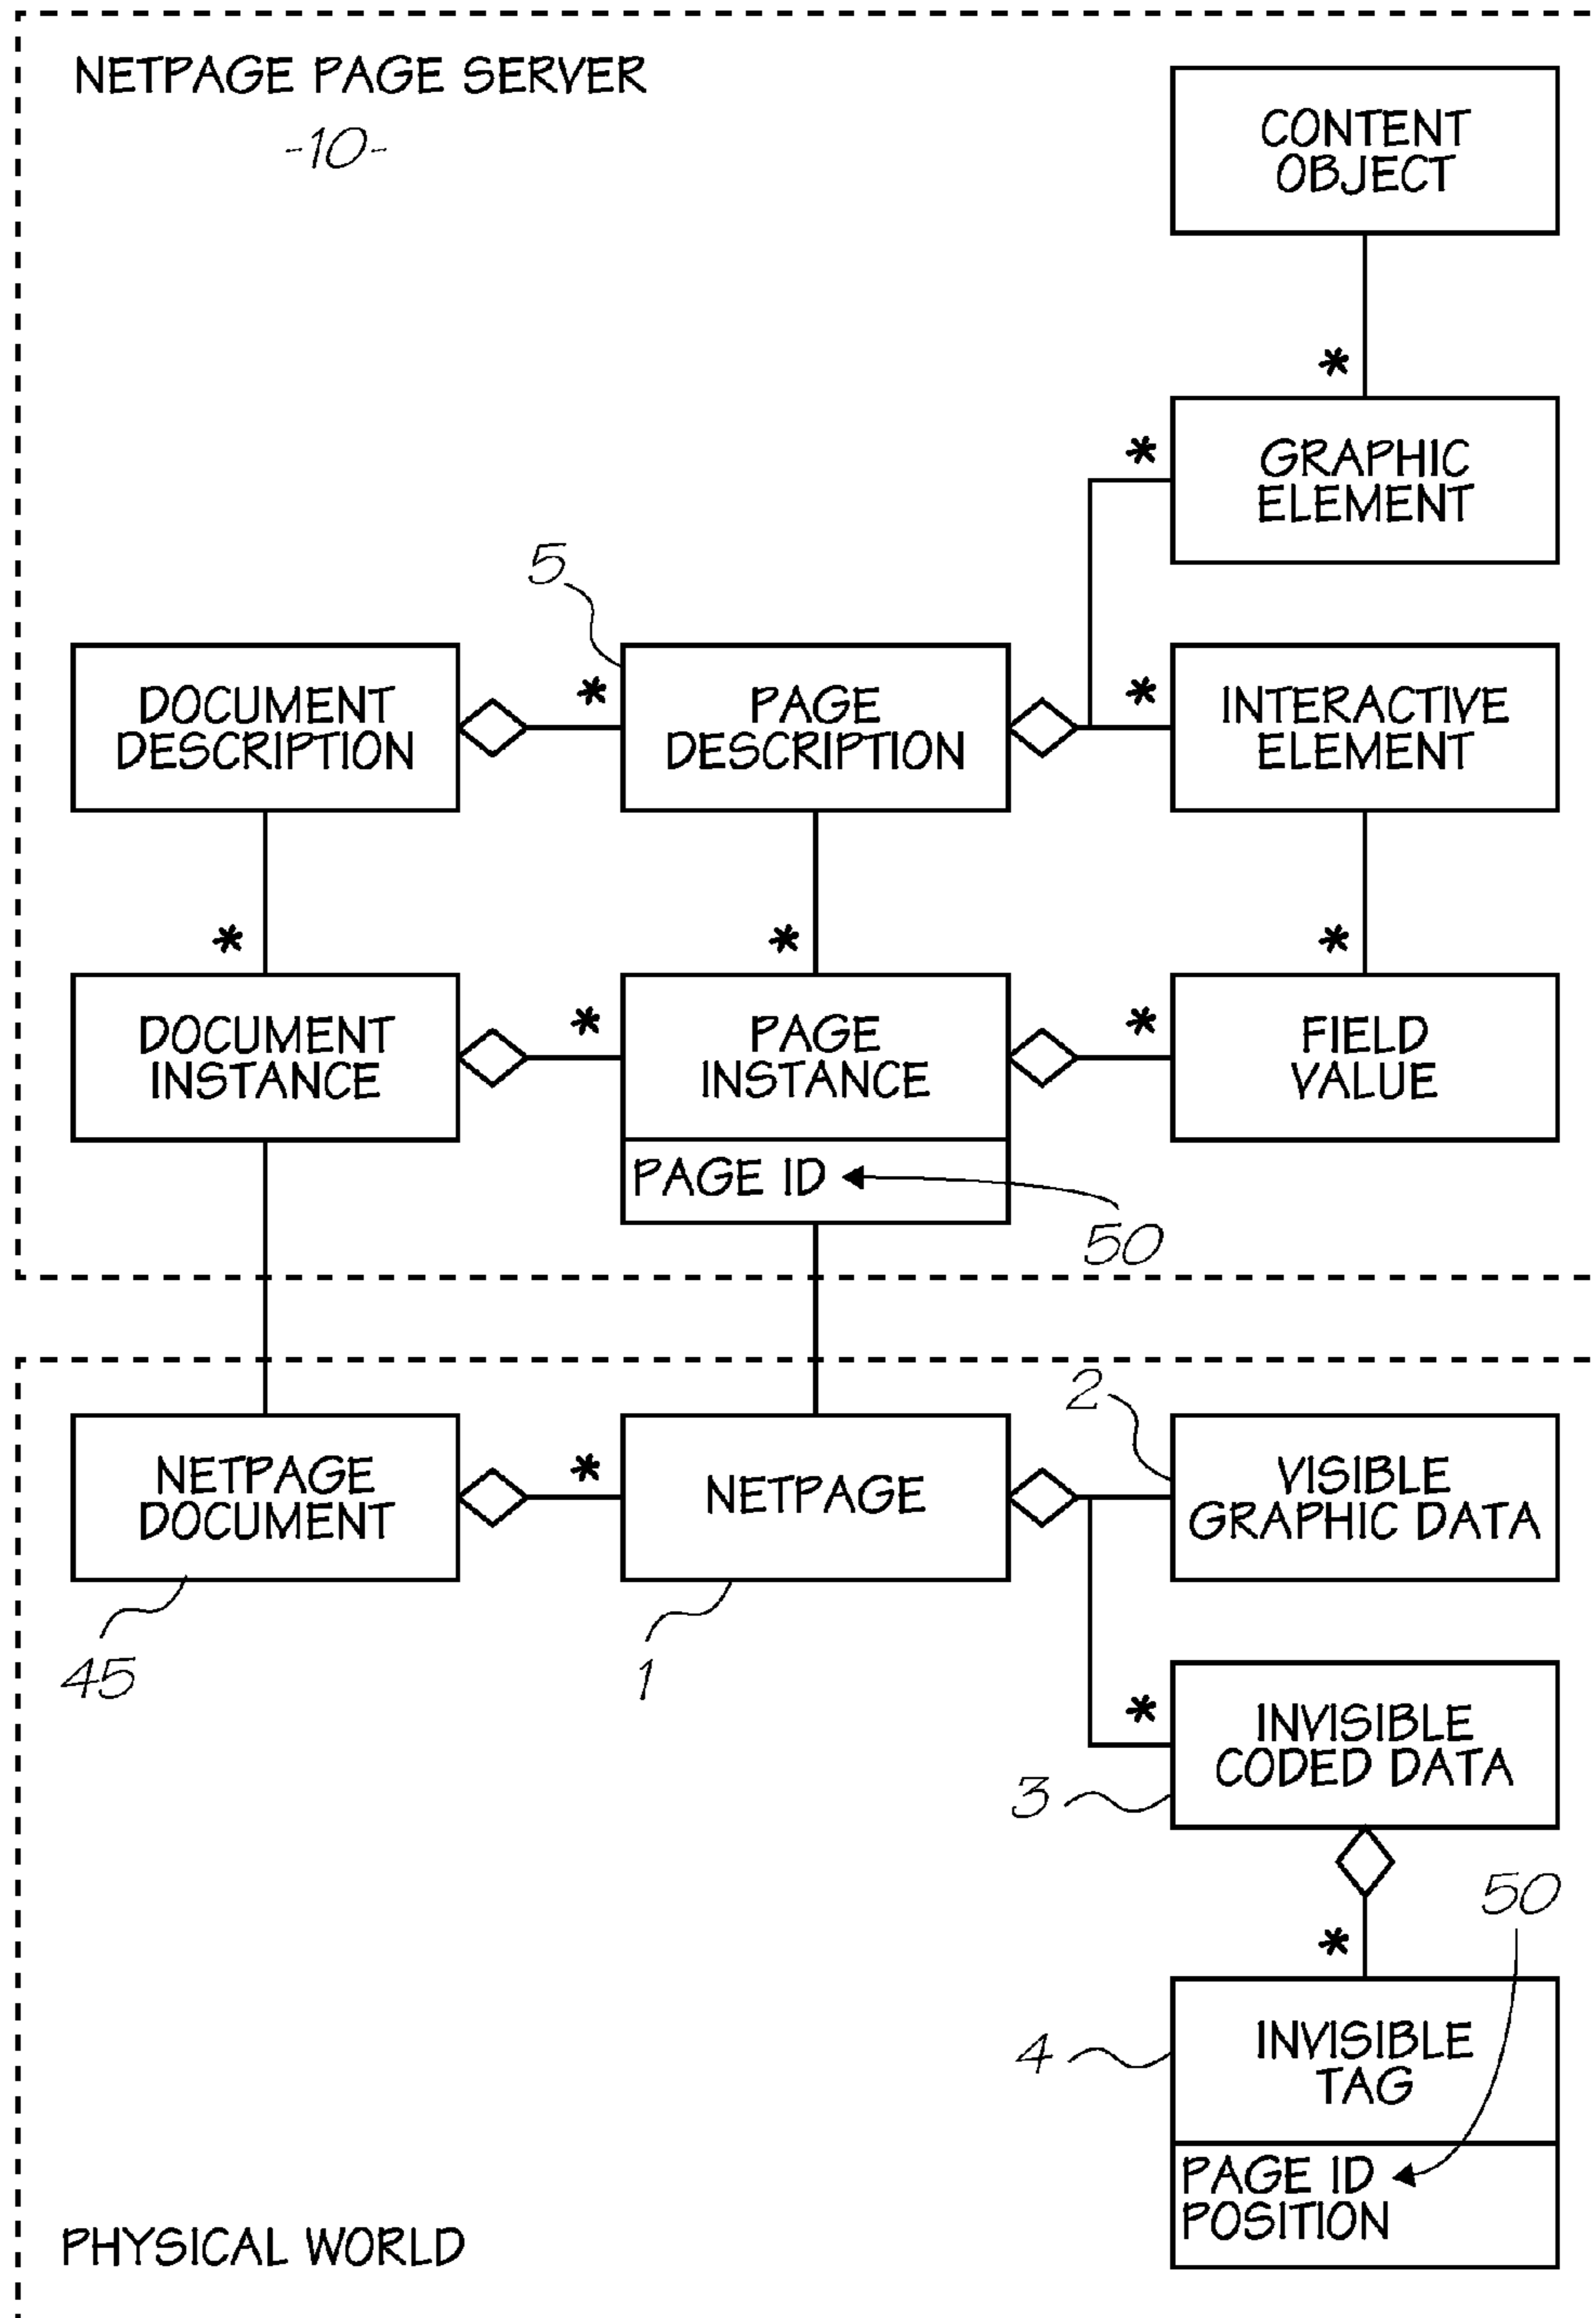 NETPAGE PAGE SERVER
-10-
CONTENT
OBJECT
*
*
GRAPHIC
ELEMENT
5
DOCUMENT
DESCRIPTION
*
PAGE
DESCRIPTION
*
INTERACTIVE
ELEMENT
*
*
*
DOCUMENT
INSTANCE
*
PAGE
INSTANCE
*
FIELD
VALUE
PAGE ID
50
2
NETPAGE
DOCUMENT
*
NETPAGE
VISIBLE
GRAPHIC DATA
45
1
*
INVISIBLE
CODED DATA
3
50
*
4
INVISIBLE
TAG
PAGE ID
POSITION
PHYSICAL WORLD